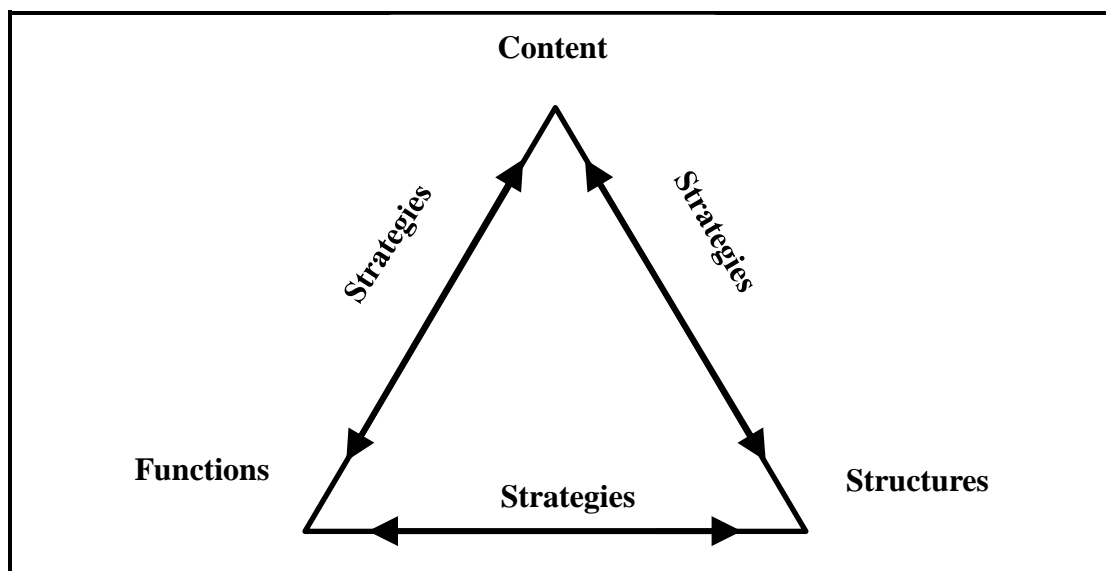 Content
Strategies
Strategies
Functions
Strategies
Structures